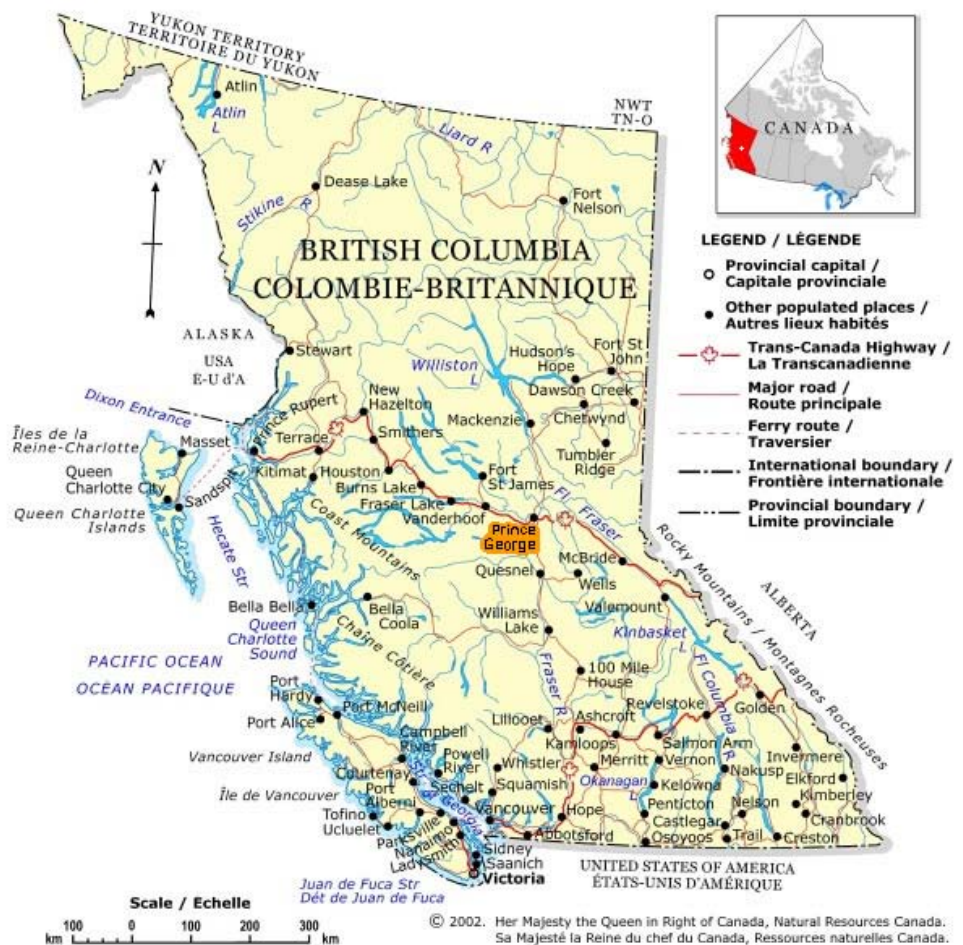 YUKON TERRITORY
TERRITOIRE DU YUKON
NWT
TN-O
Atlin
Atlin
L
Liard R
CANADA
Dease Lake
Stikine R
Fort
Nelson
N
BRITISH COLUMBIA
COLOMBIE-BRITANNIQUE
LEGEND / LÉGENDE
Provincial capital /
Capitale provinciale
Other populated places /
Autres lieux habités
Trans-Canada Highway /
La Transcanadienne
Major road /
Route principale
Ferry route /
Traversier
International boundary /
Frontière internationale
Provincial boundary /
Limite provinciale
ALASKA
USA
E-U d'A
Stewart
Williston
L
Hudson's
Hope
Fort St
John
Dawson Creek
Chetwynd
Mackenzie
Tumbler
Ridge
Dixon Entrance
Prince Rupert
New
Hazelton
Terrace
Smithers
Îles de la
Reine-Charlotte
Masset
Queen
Charlotte City
Sandspit
Queen Charlotte
Islands
Kitimat
Houston
Burns Lake
Fraser Lake
Vanderhoof
Fort
St James
Prince
George
Fl Fraser
Hecate Str
Coast Mountains
Chaîne Côtière
McBride
Quesnel
Wells
Valemount
Rocky Mountains / Montagnes Rocheuses
ALBERTA
Bella Bella
Bella
Coola
Williams
Lake
Kinbasket
L
Queen
Charlotte
Sound
PACIFIC OCEAN
OCÉAN PACIFIQUE
Fraser R
100 Mile
House
Fl Columbia R
Port
Hardy
Port McNeill
Port Alice
Campbell
River
Powell
River
Lillooet
Ashcroft
Kamloops
Revelstoke
Salmon Arm
Golden
Vancouver Island
Île de Vancouver
Courtenay
Port
Alberni
Str of Georgia
Sechelt
Whistler
Squamish
Vancouver
Merritt
Vernon
Okanagan
L
Kelowna
Nakusp
Invermere
Elkford
Kimberley
Penticton
Nelson
Cranbrook
Tofino
Ucluelet
Parksville
Nanaimo
Ladysmith
Hope
Abbotsford
Castlegar
Osoyoos
Trail
Creston
Sidney
Saanich
Victoria
UNITED STATES OF AMERICA
ÉTATS-UNIS D'AMÉRIQUE
Juan de Fuca Str
Dét de Juan de Fuca
Scale / Echelle
100 0 100 200 300
km km
© 2002. Her Majesty the Queen in Right of Canada, Natural Resources Canada.
Sa Majesté la Reine du chef du Canada, Ressources naturelles Canada.